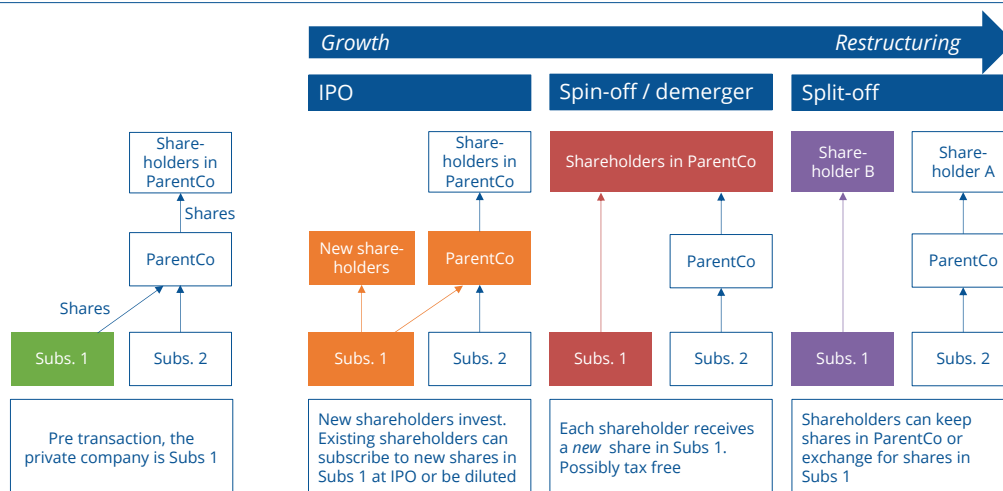 Growth
Restructuring
IPO
Spin-off / demerger
Split-off
Share-
holders in
ParentCo
Shares
ParentCo
Shares
Subs. 1
Subs. 2
Pre transaction, the
private company is Subs 1
Share-
holders in
ParentCo
New share-
holders
ParentCo
Subs. 1
Subs. 2
New shareholders invest.
Existing shareholders can
subscribe to new shares in
Subs 1 at IPO or be diluted
Shareholders in ParentCo
ParentCo
Subs. 1
Subs. 2
Each shareholder receives
a new share in Subs 1.
Possibly tax free
Share-
holder B
Share-
holder A
ParentCo
Subs. 1
Subs. 2
Shareholders can keep
shares in ParentCo or
exchange for shares in
Subs 1